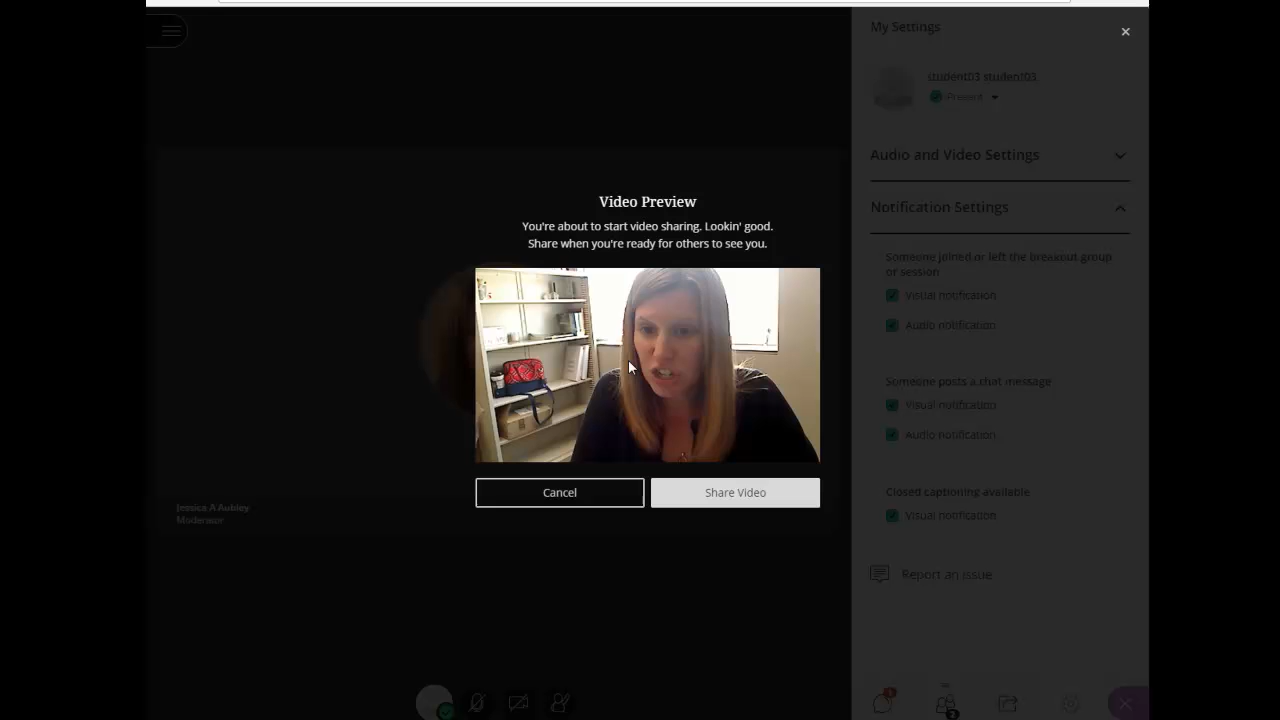 My Settings
student03 student03
Present
Audio and Video Settings
Notification Settings
Someone joined or left the breakout group
or session
Visual notification
Audio notification
Someone posts a chat message
Visual notification
Audio notification
Closed captioning available
Visual notification
Report an issue
Video Preview
You're about to start video sharing. Lookin' good.
Share when you're ready for others to see you.
Cancel
Share Video
Jessica A Aubley
Moderator